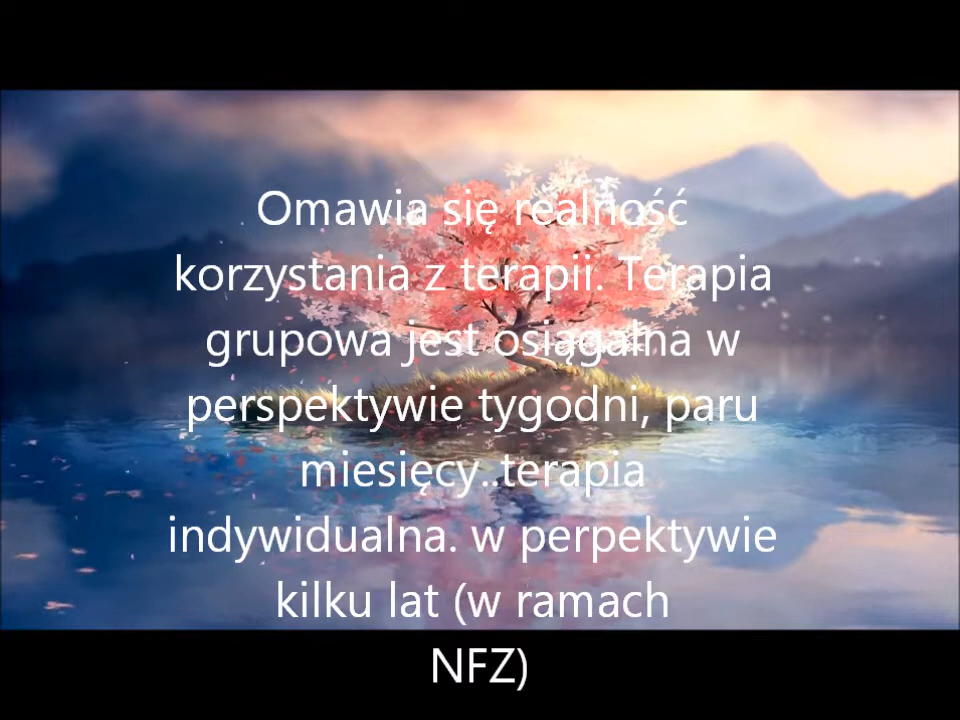 Omawia się realność
korzystania z terapii. Terapia
grupowa jest osiągalna w
perspektywie tygodni, paru
miesięcy..terapia
indywidualna. w perpektywie
kilku lat (w ramach
NFZ)